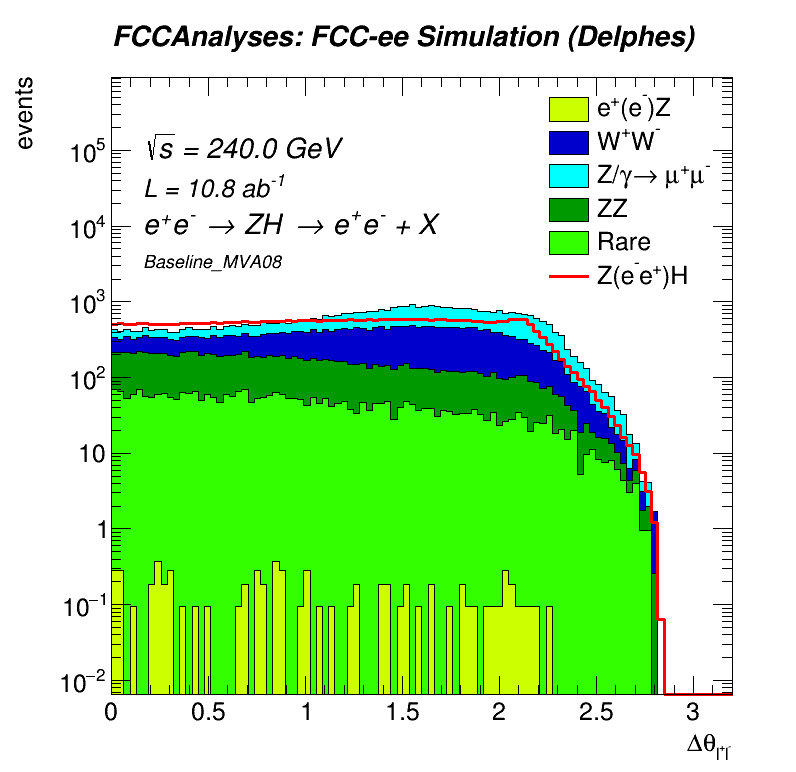 FCCAnalyses: FCC-ee Simulation (Delphes)
events
√s = 240.0 GeV
L = 10.8 ab⁻¹
e⁺e⁻ → ZH → e⁺e⁻ + X
Baseline_MVA08
e⁺(e⁻)Z
W⁺W⁻
Z/γ→ μ⁺μ⁻
ZZ
Rare
Z(e⁻e⁺)H
10⁵
10⁴
10³
10²
10
1
10⁻¹
10⁻²
0 0.5 1 1.5 2 2.5 3
Δθ_l⁺l⁻